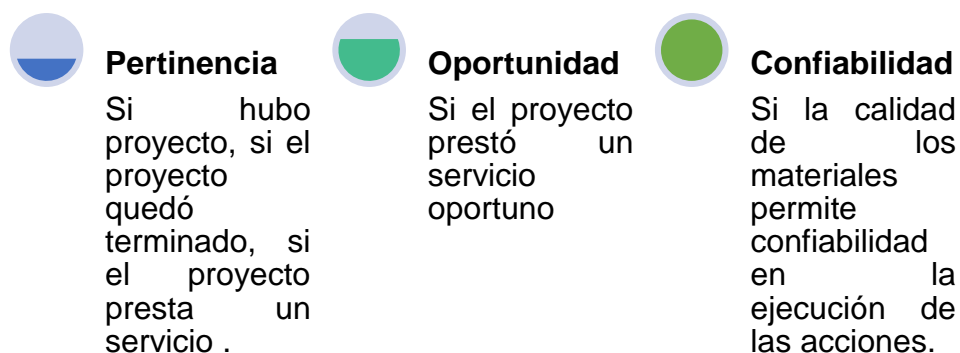 Pertinencia
Si hubo
proyecto, si el
proyecto
quedó
terminado, si
el proyecto
presta un
servicio .
Oportunidad
Si el proyecto
prestó un
servicio
oportuno
Confiabilidad
Si la calidad
de los
materiales
permite
confiabilidad
en la
ejecución de
las acciones.